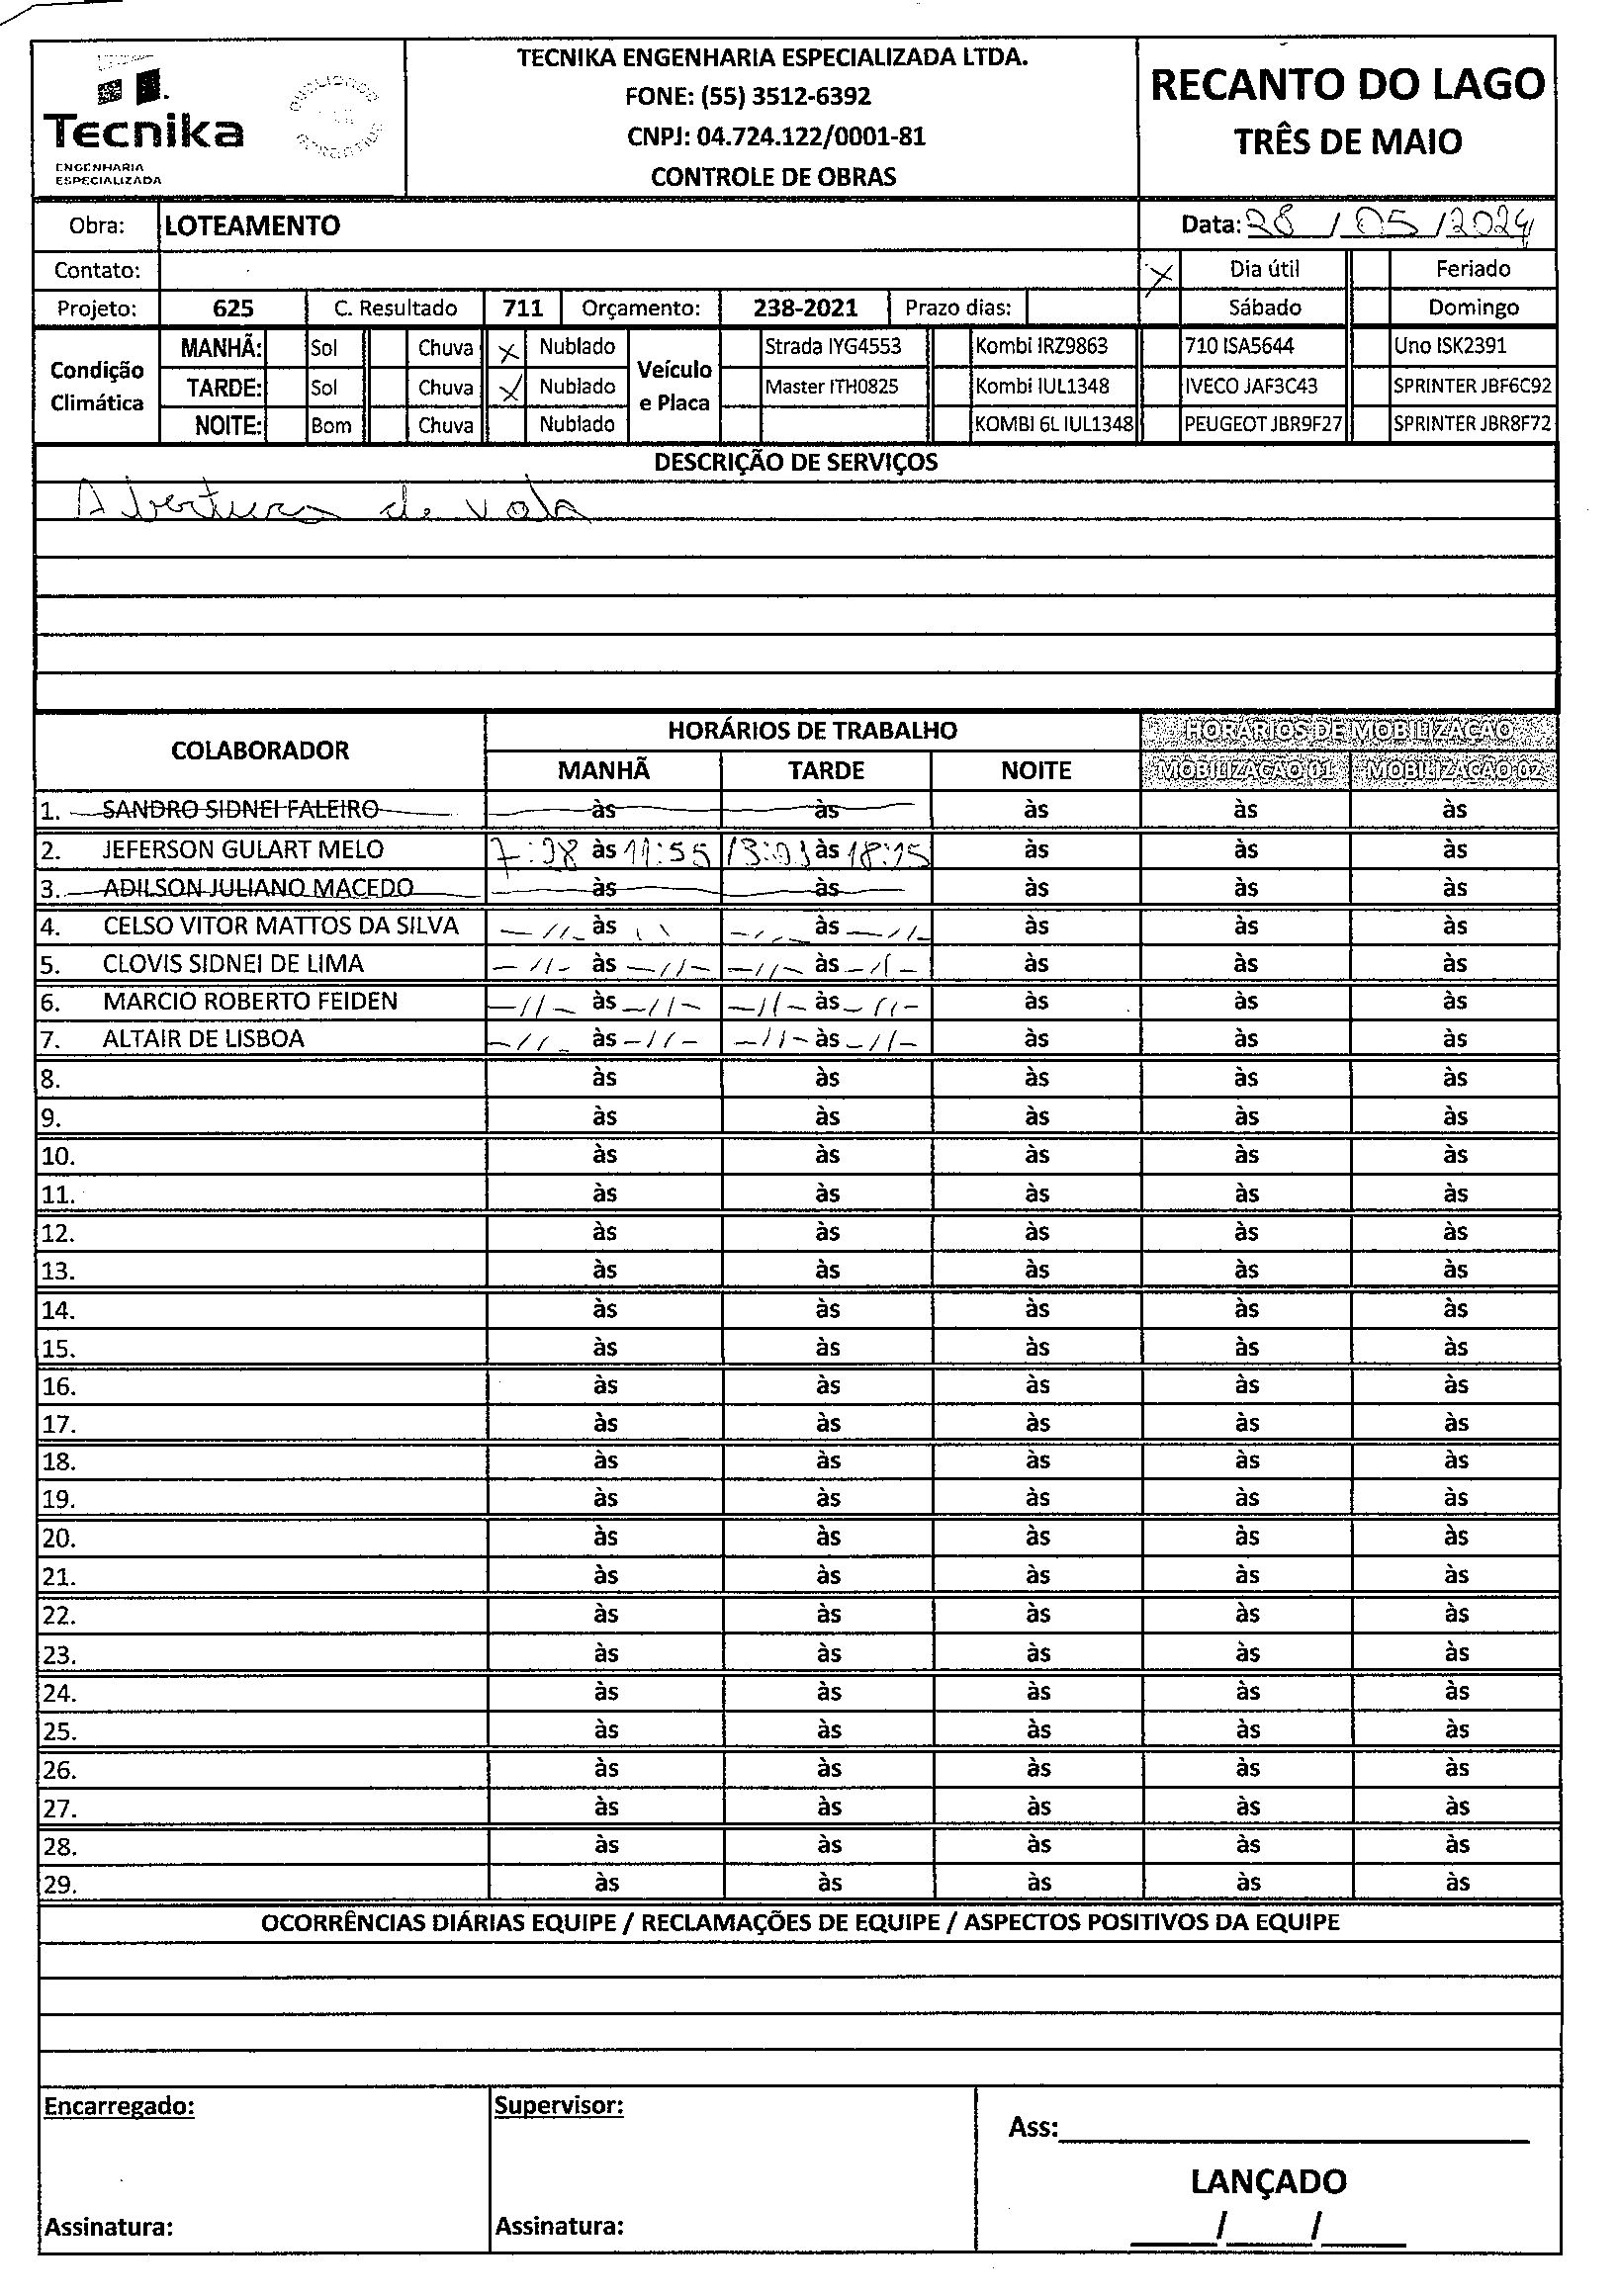 Tecnika
ENGENHARIA
ESPECIALIZADA
TECNIKA ENGENHARIA ESPECIALIZADA LTDA.
FONE: (55) 3512-6392
CNPJ: 04.724.122/0001-81
CONTROLE DE OBRAS
RECANTO DO LAGO
TRÊS DE MAIO
Obra: LOTEAMENTO Data: 28 / 05 / 2024
Contato: X Dia útil Feriado
Projeto: 625 C. Resultado 711 Orçamento: 238-2021 Prazo dias: Sábado Domingo
Condição Climática
MANHÃ: Sol Chuva X Nublado
TARDE: Sol Chuva X Nublado
NOITE: Bom Chuva Nublado
Veículo e Placa
Strada IYG4553 Kombi IRZ9863 710 ISA5644 Uno ISK2391
Master ITH0825 Kombi IUL1348 IVECO JAF3C43 SPRINTER JBF6C92
KOMBI 6L IUL1348 PEUGEOT JBR9F27 SPRINTER JBR8F72
DESCRIÇÃO DE SERVIÇOS
Abertura de vala
COLABORADOR HORÁRIOS DE TRABALHO HORÁRIOS DE MOBILIZAÇÃO
MANHÃ TARDE NOITE MOBILIZAÇÃO 01 MOBILIZAÇÃO 02
1. SANDRO SIDNEI FALEIRO às às às às às
2. JEFERSON GULART MELO às 11:55 às 18:15 às às às
3. ADILSON JULIANO MACEDO às às às às às
4. CELSO VITOR MATTOS DA SILVA -//- às \\ -//- às -//- às às às
5. CLOVIS SIDNEI DE LIMA -//- às -//- -//- às -//- às às às
6. MARCIO ROBERTO FEIDEN -//- às -//- -//- às -//- às às às
7. ALTAIR DE LISBOA -//- às -//- -//- às -//- às às às
8. às às às às às
9. às às às às às
10. às às às às às
11. às às às às às
12. às às às às às
13. às às às às às
14. às às às às às
15. às às às às às
16. às às às às às
17. às às às às às
18. às às às às às
19. às às às às às
20. às às às às às
21. às às às às às
22. às às às às às
23. às às às às às
24. às às às às às
25. às às às às às
26. às às às às às
27. às às às às às
28. às às às às às
29. às às às às às
OCORRÊNCIAS DIÁRIAS EQUIPE / RECLAMAÇÕES DE EQUIPE / ASPECTOS POSITIVOS DA EQUIPE
Encarregado: Supervisor:
Ass:
LANÇADO
Assinatura: Assinatura: / /